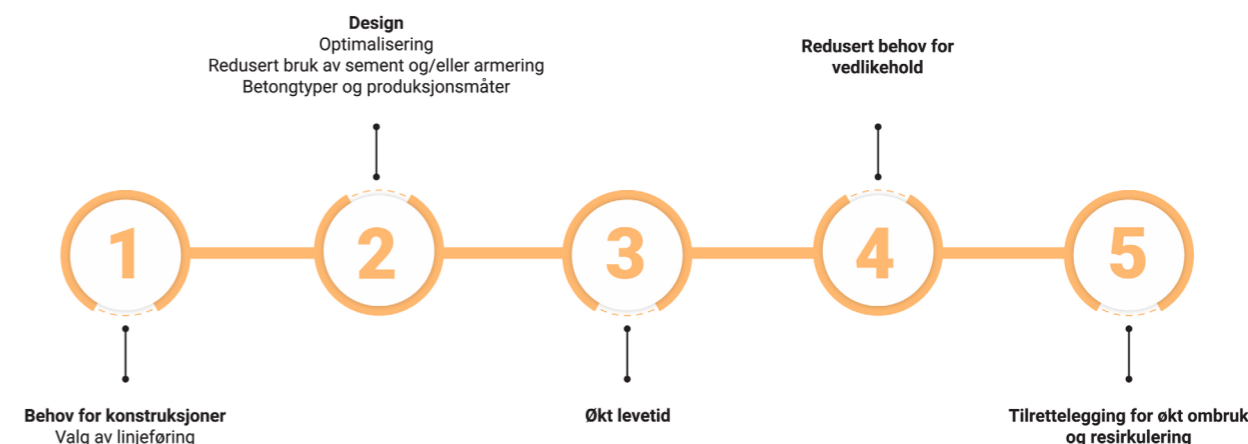 Design
Optimalisering
Redusert bruk av sement og/eller armering
Betongtyper og produksjonsmåter
Redusert behov for
vedlikehold
1
2
3
4
5
Behov for konstruksjoner
Valg av linjeføring
Økt levetid
Tilrettelegging for økt ombruk
og resirkulering